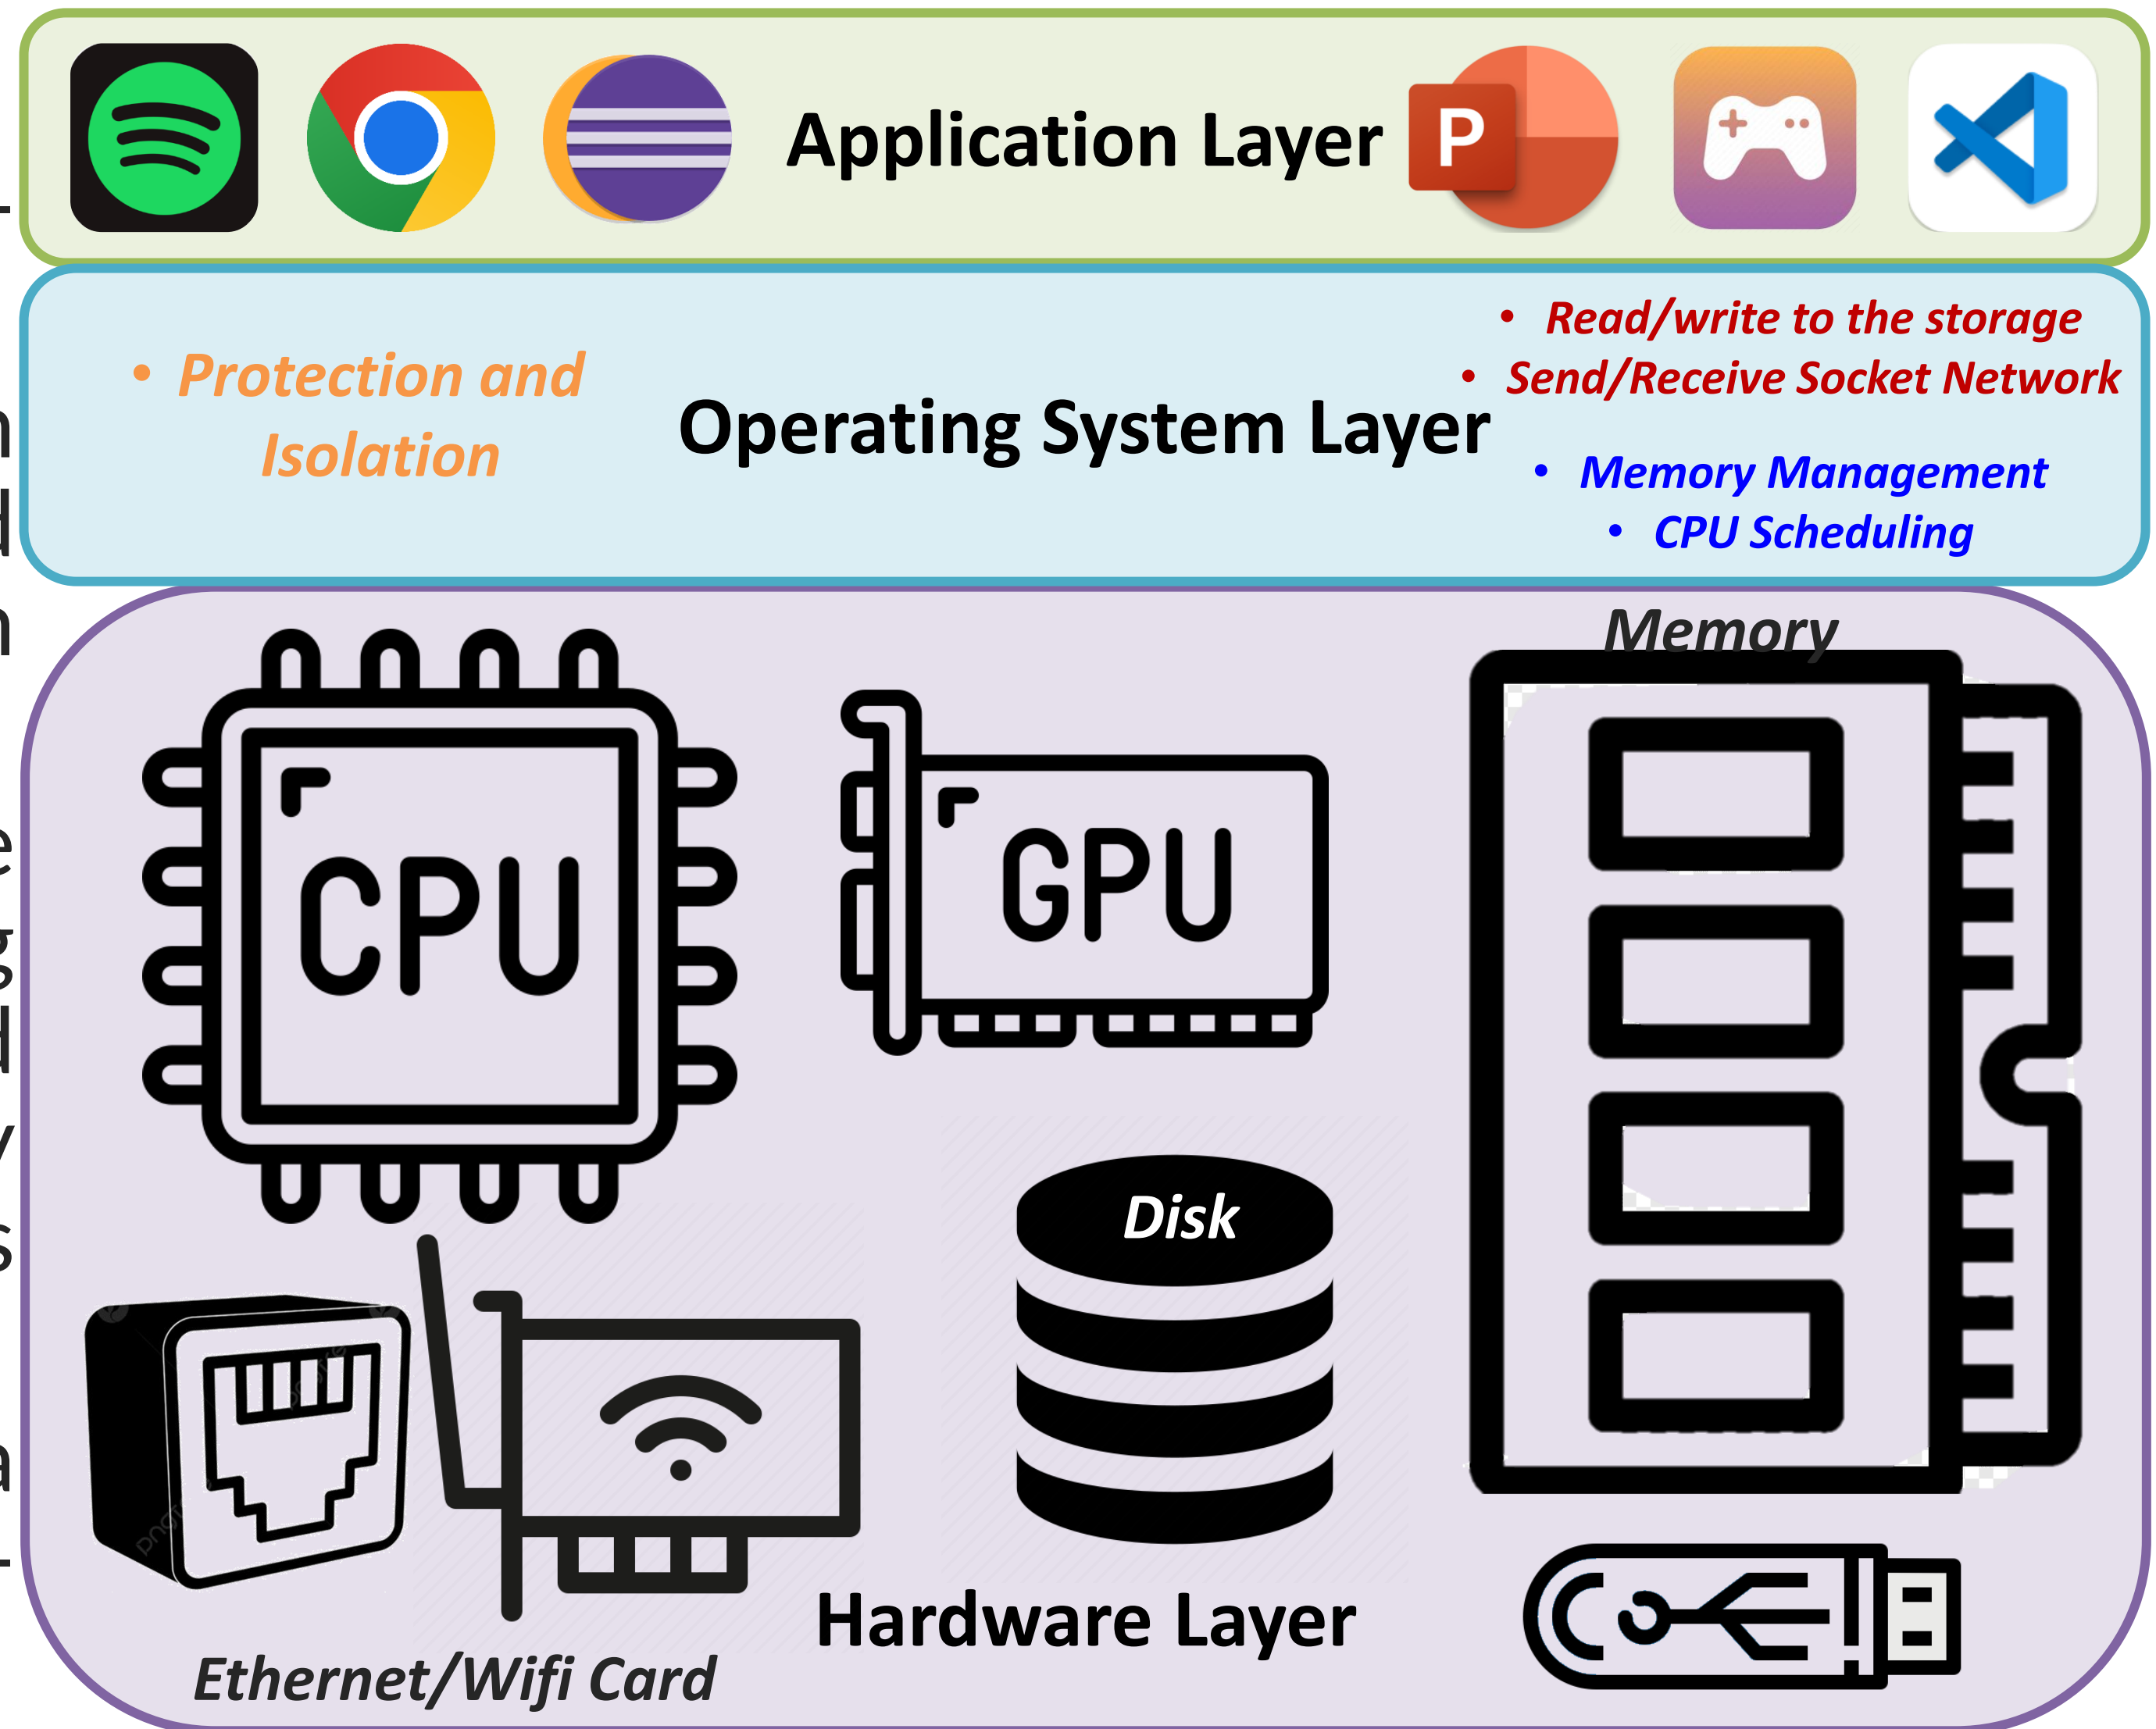 Application Layer
P
• Protection and
Isolation
Operating System Layer
• Read/write to the storage
• Send/Receive Socket Network
• Memory Management
• CPU Scheduling
Memory
CPU
GPU
Disk
Hardware Layer
Ethernet/Wifi Card